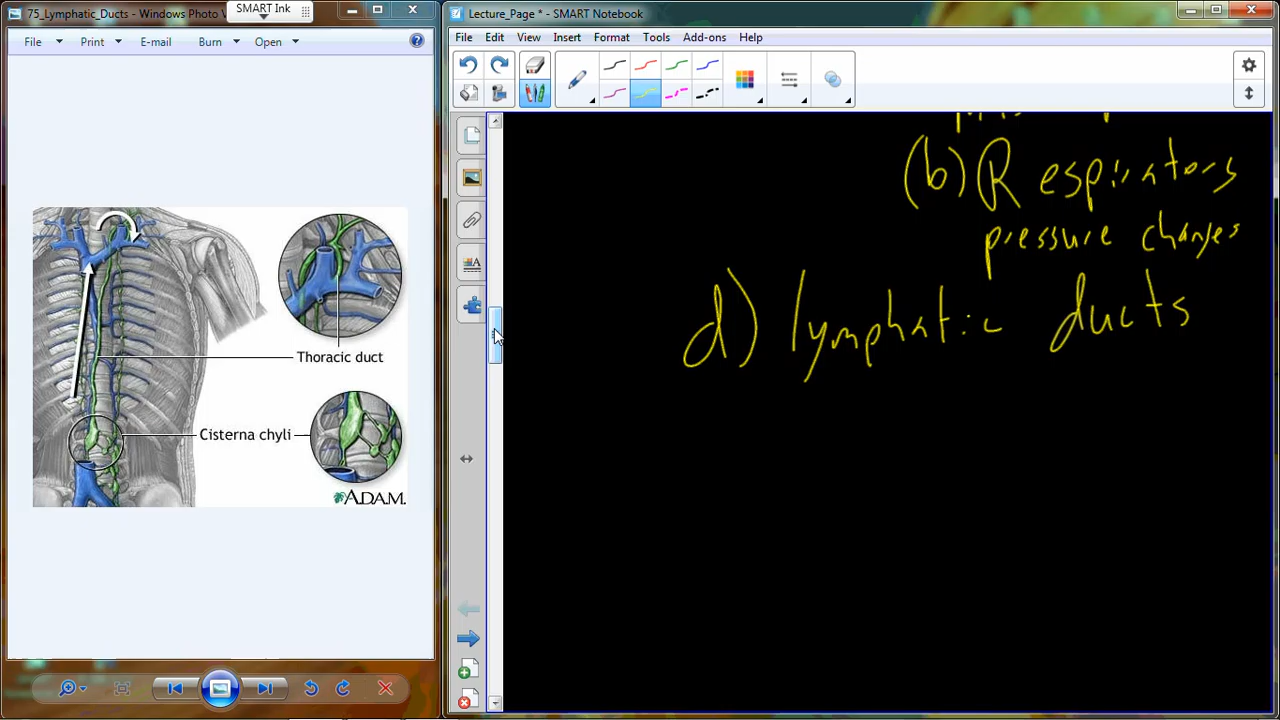 75_Lymphatic_Ducts - Windows Photo V
SMART Ink
File Print E-mail Burn Open
Thoracic duct
Cisterna chyli
A.D.A.M.
Lecture_Page * - SMART Notebook
File Edit View Insert Format Tools Add-ons Help
(b) Respiratory
pressure changes
d) lymphatic ducts